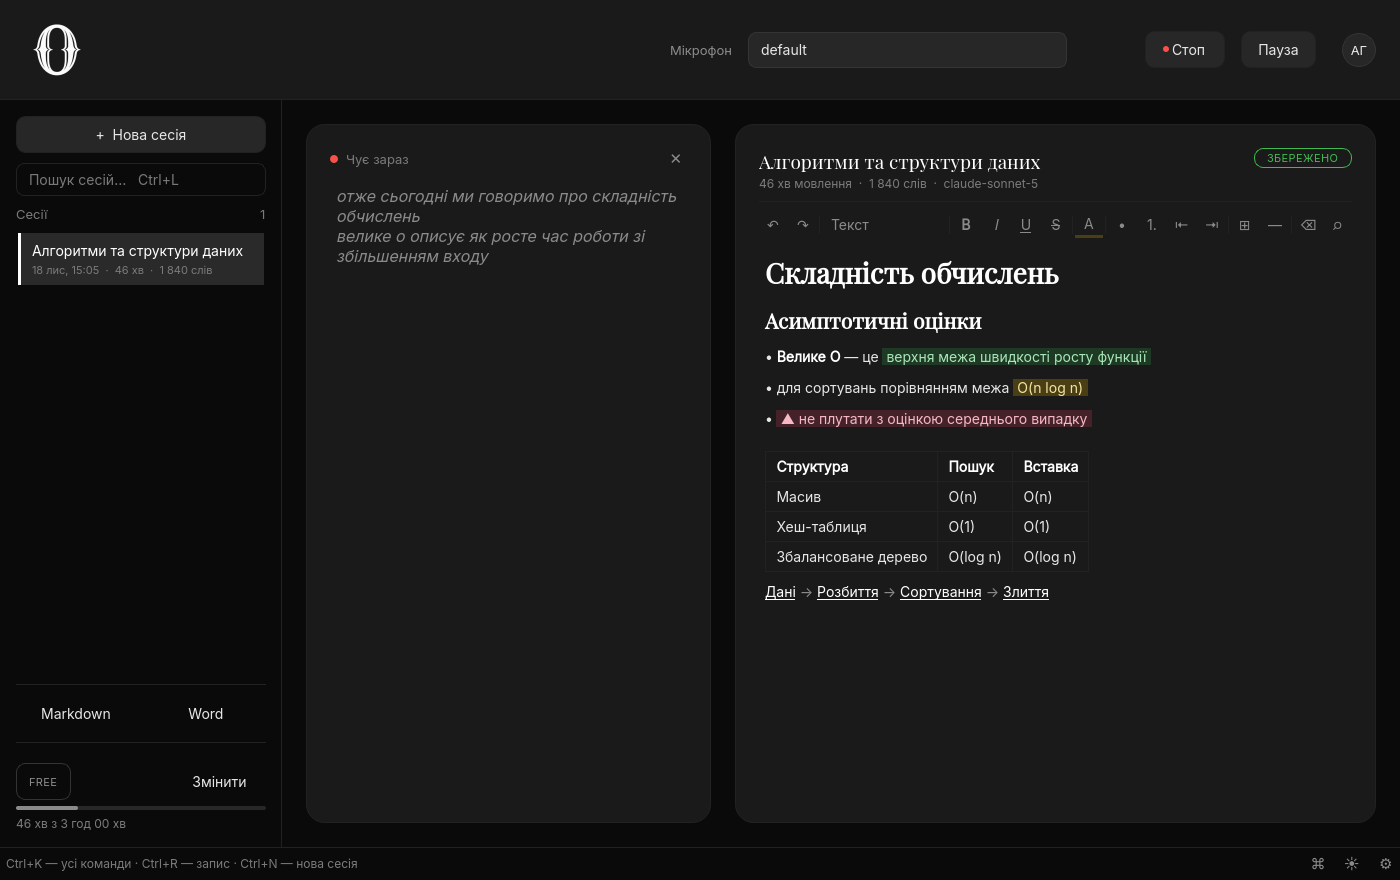 O
Мікрофон default Стоп Пауза АГ
+ Нова сесія
Пошук сесій... Ctrl+L
Сесії 1
Алгоритми та структури даних
18 лис, 15:05 · 46 хв · 1 840 слів
Markdown Word
FREE Змінити
46 хв з 3 год 00 хв
Чує зараз ✕
отже сьогодні ми говоримо про складність
обчислень
велике о описує як росте час роботи зі
збільшенням входу
Алгоритми та структури даних ЗБЕРЕЖЕНО
46 хв мовлення · 1 840 слів · claude-sonnet-5
↶ ↷ Текст B I U S A • 1. ⇤ ⇥ ⊞ — ⌫ ⌕
Складність обчислень
Асимптотичні оцінки
• Велике О — це верхня межа швидкості росту функції
• для сортувань порівнянням межа O(n log n)
• ▲ не плутати з оцінкою середнього випадку
Структура Пошук Вставка
Масив O(n) O(n)
Хеш-таблиця O(1) O(1)
Збалансоване дерево O(log n) O(log n)
Дані → Розбиття → Сортування → Злиття
Ctrl+K — усі команди · Ctrl+R — запис · Ctrl+N — нова сесія ⌘ ☀ ⚙